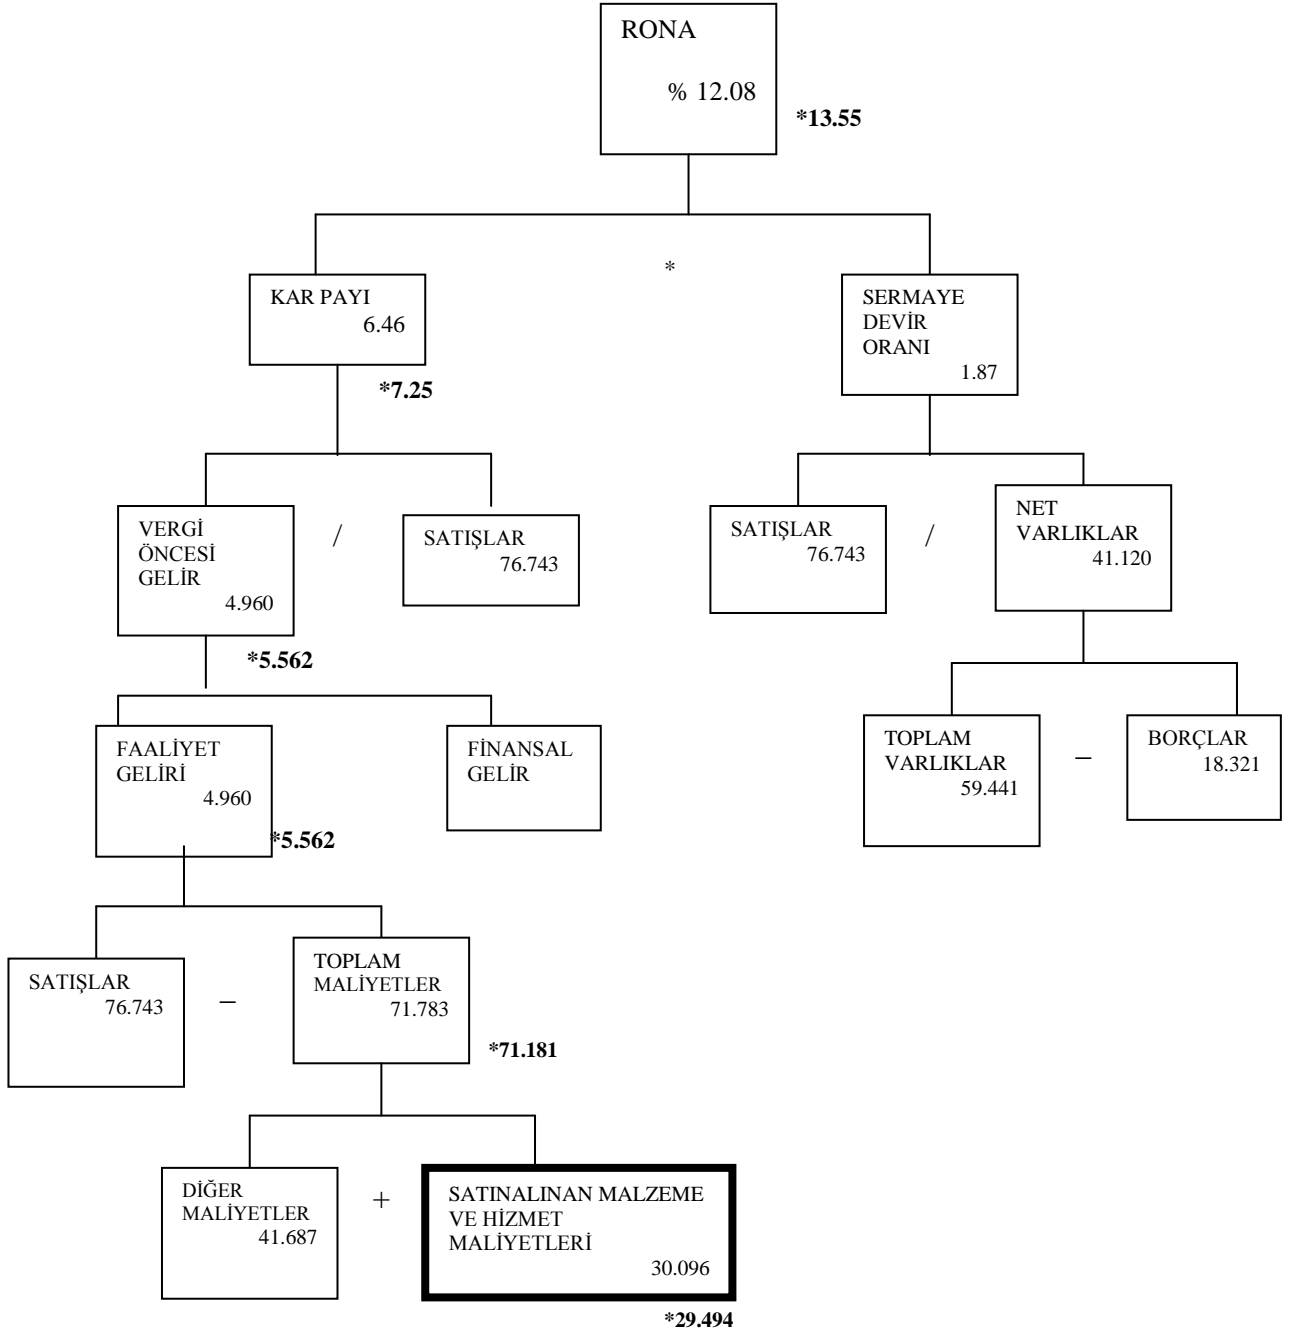 RONA
% 12.08
*13.55
*
KAR PAYI
6.46
*7.25
SERMAYE
DEVİR
ORANI
1.87
VERGİ
ÖNCESİ
GELİR
4.960
*5.562
/
SATIŞLAR
76.743
SATIŞLAR
76.743
/
NET
VARLIKLAR
41.120
FAALİYET
GELİRİ
4.960
*5.562
FİNANSAL
GELİR
TOPLAM
VARLIKLAR
59.441
–
BORÇLAR
18.321
SATIŞLAR
76.743
–
TOPLAM
MALİYETLER
71.783
*71.181
DİĞER
MALİYETLER
41.687
+
SATINALINAN MALZEME
VE HİZMET
MALİYETLERİ
30.096
*29.494